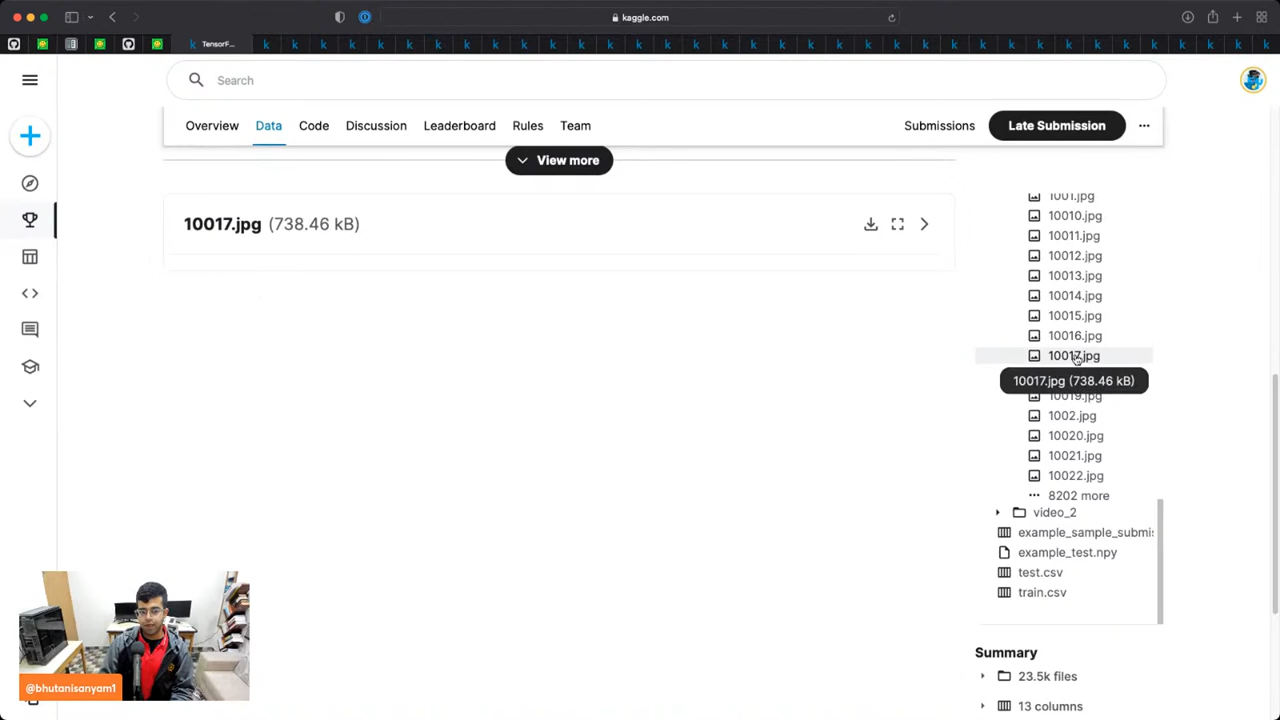 kaggle.com
TensorF...
Search
Overview
Data
Code
Discussion
Leaderboard
Rules
Team
Submissions
Late Submission
View more
10017.jpg (738.46 kB)
1001.jpg
10010.jpg
10011.jpg
10012.jpg
10013.jpg
10014.jpg
10015.jpg
10016.jpg
10017.jpg
10017.jpg (738.46 kB)
10019.jpg
1002.jpg
10020.jpg
10021.jpg
10022.jpg
8202 more
video_2
example_sample_submis
example_test.npy
test.csv
train.csv
Summary
23.5k files
13 columns
@bhutanisanyam1